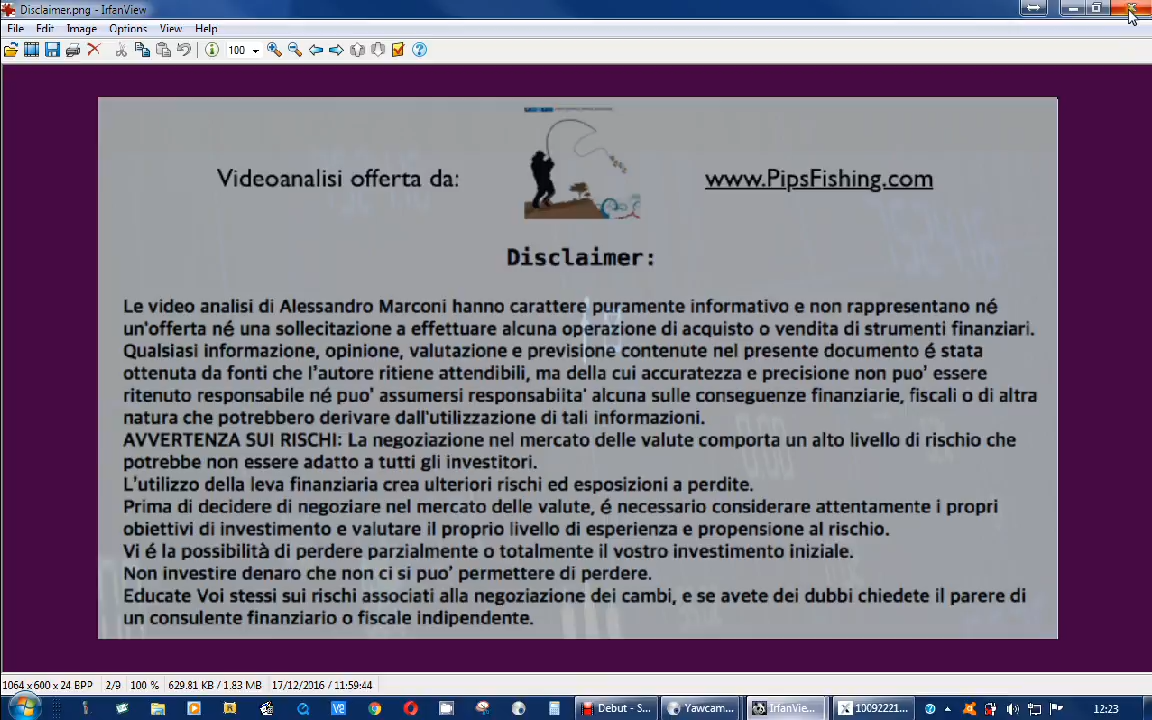 Disclaimer.png - IrfanView
File Edit Image Options View Help
100
Videoanalisi offerta da: www.PipsFishing.com
Disclaimer:
Le video analisi di Alessandro Marconi hanno carattere puramente informativo e non rappresentano né
un'offerta né una sollecitazione a effettuare alcuna operazione di acquisto o vendita di strumenti finanziari.
Qualsiasi informazione, opinione, valutazione e previsione contenute nel presente documento é stata
ottenuta da fonti che l'autore ritiene attendibili, ma della cui accuratezza e precisione non puo' essere
ritenuto responsabile né puo' assumersi responsabilita' alcuna sulle conseguenze finanziarie, fiscali o di altra
natura che potrebbero derivare dall'utilizzazione di tali informazioni.
AVVERTENZA SUI RISCHI: La negoziazione nel mercato delle valute comporta un alto livello di rischio che
potrebbe non essere adatto a tutti gli investitori.
L'utilizzo della leva finanziaria crea ulteriori rischi ed esposizioni a perdite.
Prima di decidere di negoziare nel mercato delle valute, é necessario considerare attentamente i propri
obiettivi di investimento e valutare il proprio livello di esperienza e propensione al rischio.
Vi é la possibilità di perdere parzialmente o totalmente il vostro investimento iniziale.
Non investire denaro che non ci si puo' permettere di perdere.
Educate Voi stessi sui rischi associati alla negoziazione dei cambi, e se avete dei dubbi chiedete il parere di
un consulente finanziario o fiscale indipendente.
1064 x 600 x 24 BPP 2/9 100 % 629.81 KB / 1.83 MB 17/12/2016 / 11:59:44
Debut - S... Yawcam... IrfanVie... 10092221... 12:23